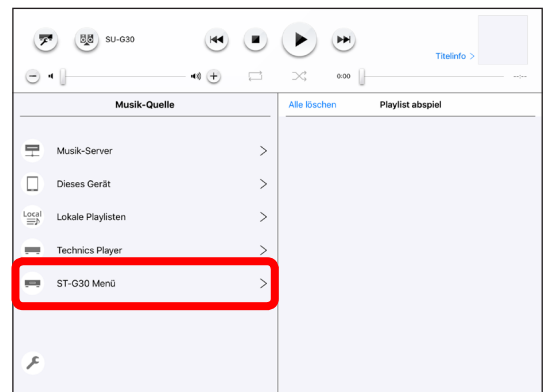 SU-G30
Titelinfo >
0:00
--:--
Musik-Quelle
Alle löschen
Playlist abspiel
Musik-Server
Dieses Gerät
Local
Lokale Playlisten
Technics Player
ST-G30 Menü